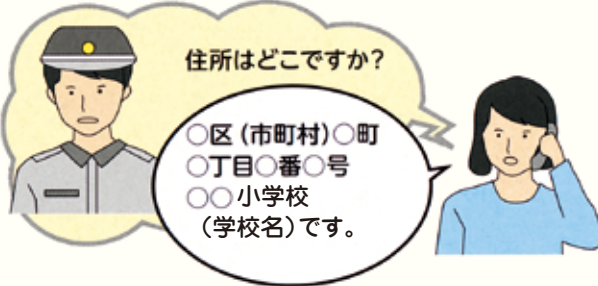 住所はどこですか?
○区(市町村)○町
○丁目○番○号
○○小学校
(学校名)です。